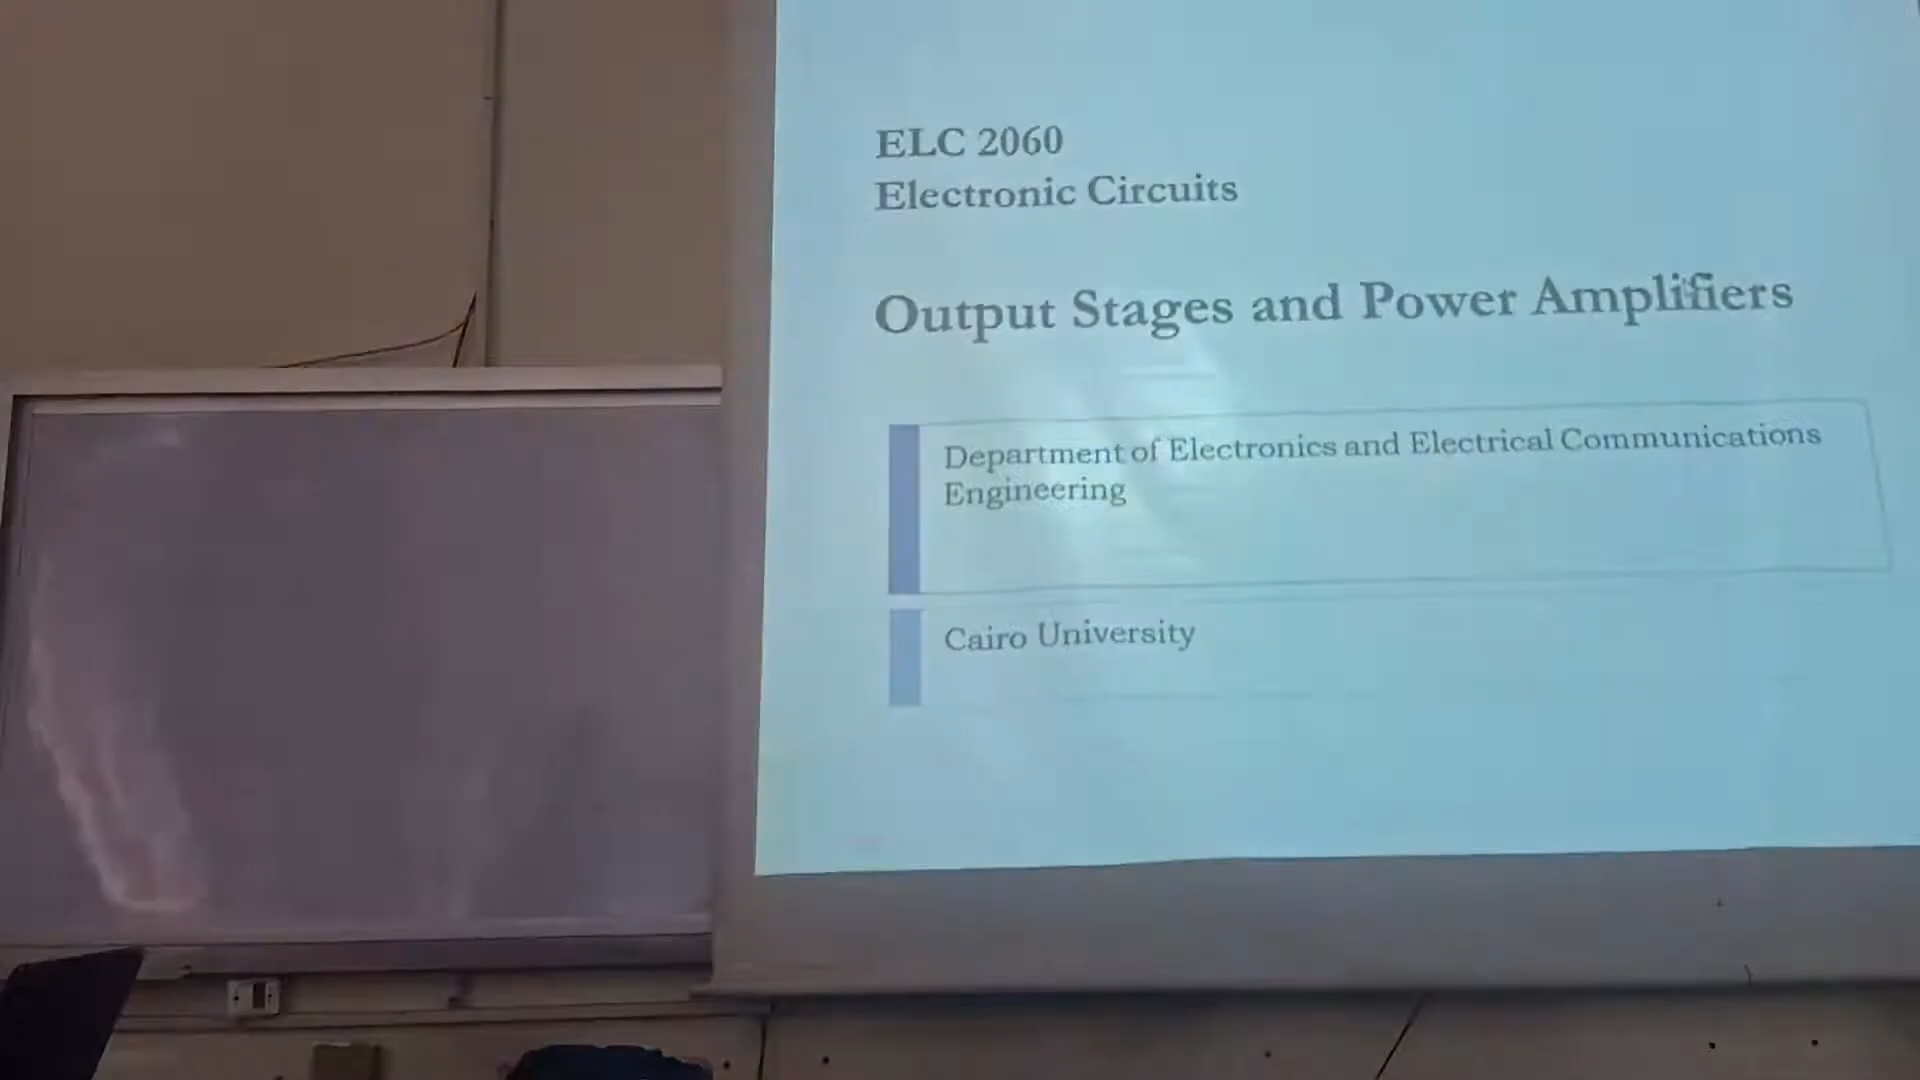 ELC 2060
Electronic Circuits
Output Stages and Power Amplifiers
Department of Electronics and Electrical Communications
Engineering
Cairo University